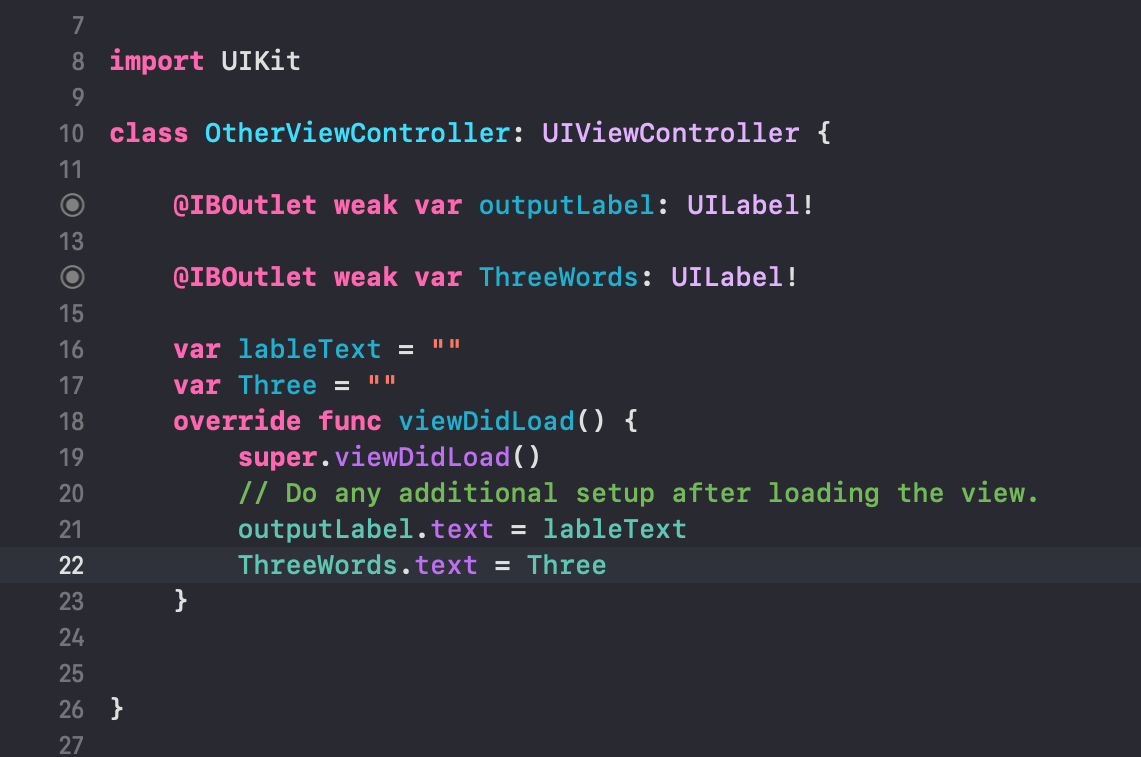 7
8 import UIKit
9
10 class OtherViewController: UIViewController {
11
@IBOutlet weak var outputLabel: UILabel!
13
@IBOutlet weak var ThreeWords: UILabel!
15
16 var lableText = ""
17 var Three = ""
18 override func viewDidLoad() {
19 super.viewDidLoad()
20 // Do any additional setup after loading the view.
21 outputLabel.text = lableText
22 ThreeWords.text = Three
23 }
24
25
26 }
27